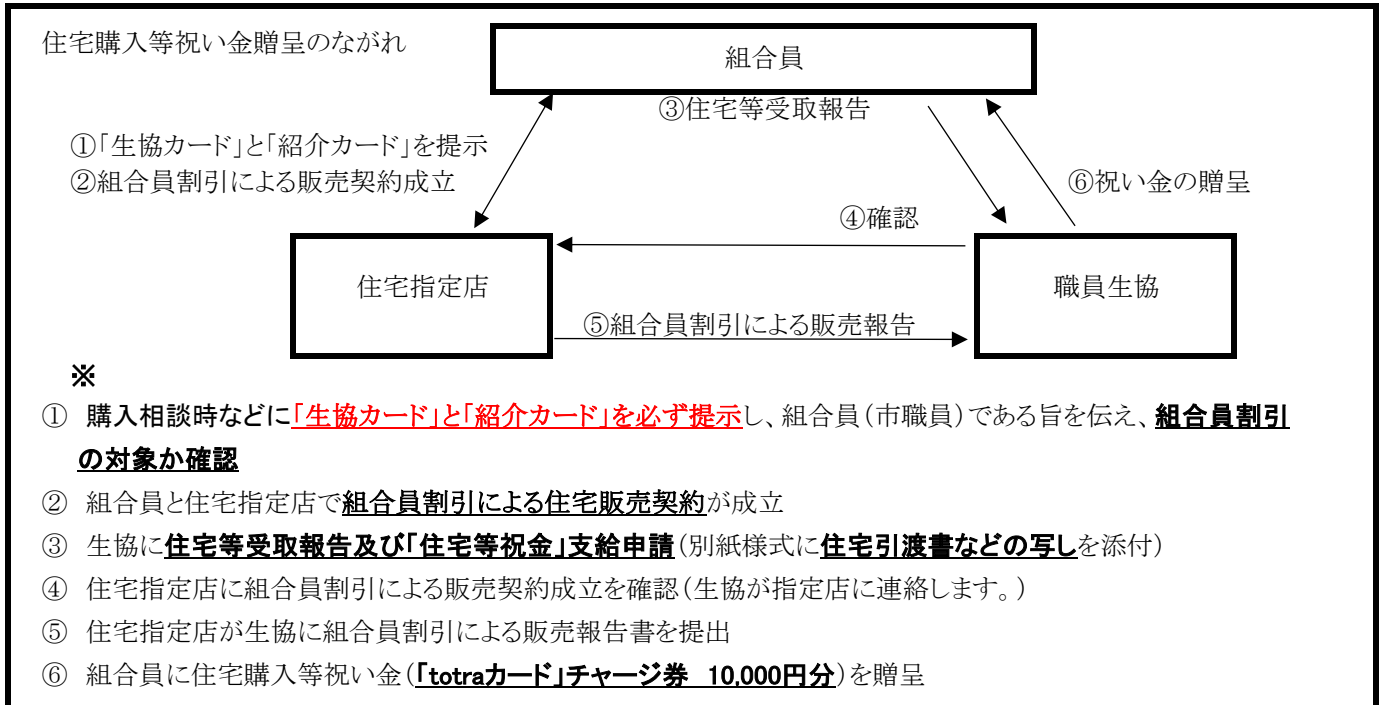 住宅購入等祝い金贈呈のながれ
組合員
③住宅等受取報告
①「生協カード」と「紹介カード」を提示
②組合員割引による販売契約成立
⑥祝い金の贈呈
④確認
住宅指定店
職員生協
⑤組合員割引による販売報告
※
① 購入相談時などに「生協カード」と「紹介カード」を必ず提示し、組合員(市職員)である旨を伝え、組合員割引
の対象か確認
② 組合員と住宅指定店で組合員割引による住宅販売契約が成立
③ 生協に住宅等受取報告及び「住宅等祝金」支給申請(別紙様式に住宅引渡書などの写しを添付)
④ 住宅指定店に組合員割引による販売契約成立を確認(生協が指定店に連絡します。)
⑤ 住宅指定店が生協に組合員割引による販売報告書を提出
⑥ 組合員に住宅購入等祝い金(「totraカード」チャージ券 10,000円分)を贈呈